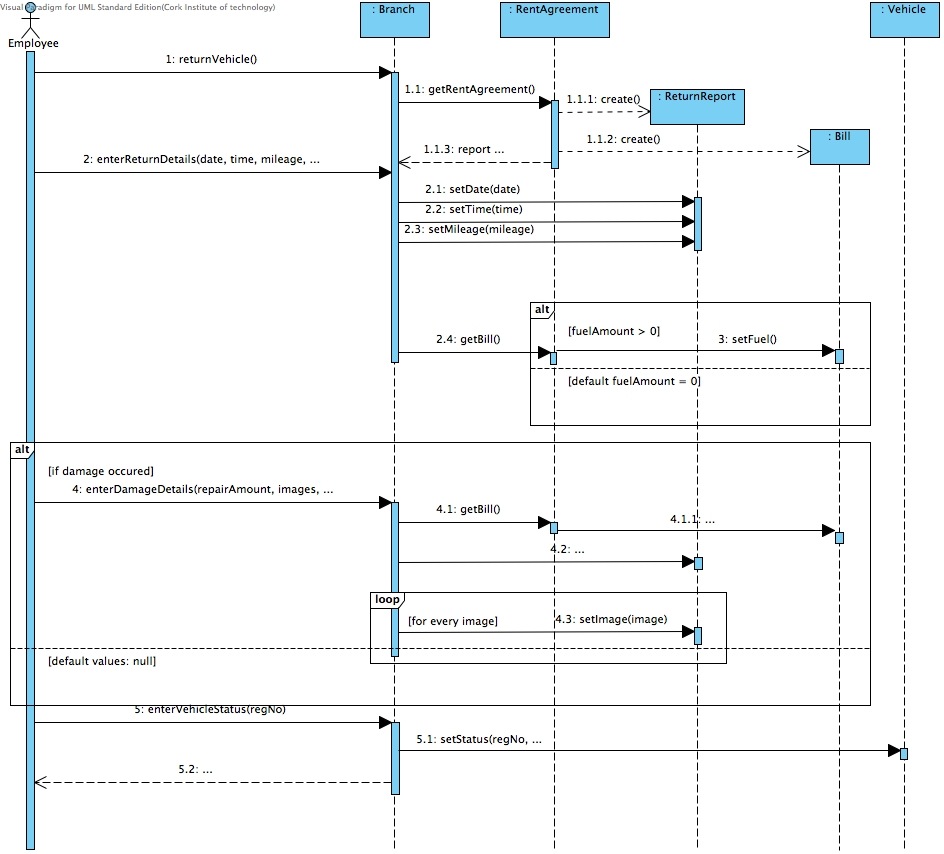 Visual Paradigm for UML Standard Edition(Cork Institute of technology)
Employee
: Branch
: RentAgreement
: Vehicle
1: returnVehicle()
1.1: getRentAgreement()
1.1.1: create()
: ReturnReport
1.1.2: create()
: Bill
1.1.3: report ...
2: enterReturnDetails(date, time, mileage, ...
2.1: setDate(date)
2.2: setTime(time)
2.3: setMileage(mileage)
alt
[fuelAmount > 0]
2.4: getBill()
3: setFuel()
[default fuelAmount = 0]
alt
[if damage occured]
4: enterDamageDetails(repairAmount, images, ...
4.1: getBill()
4.1.1: ...
4.2: ...
loop
[for every image]
4.3: setImage(image)
[default values: null]
5: enterVehicleStatus(regNo)
5.1: setStatus(regNo, ...
5.2: ...